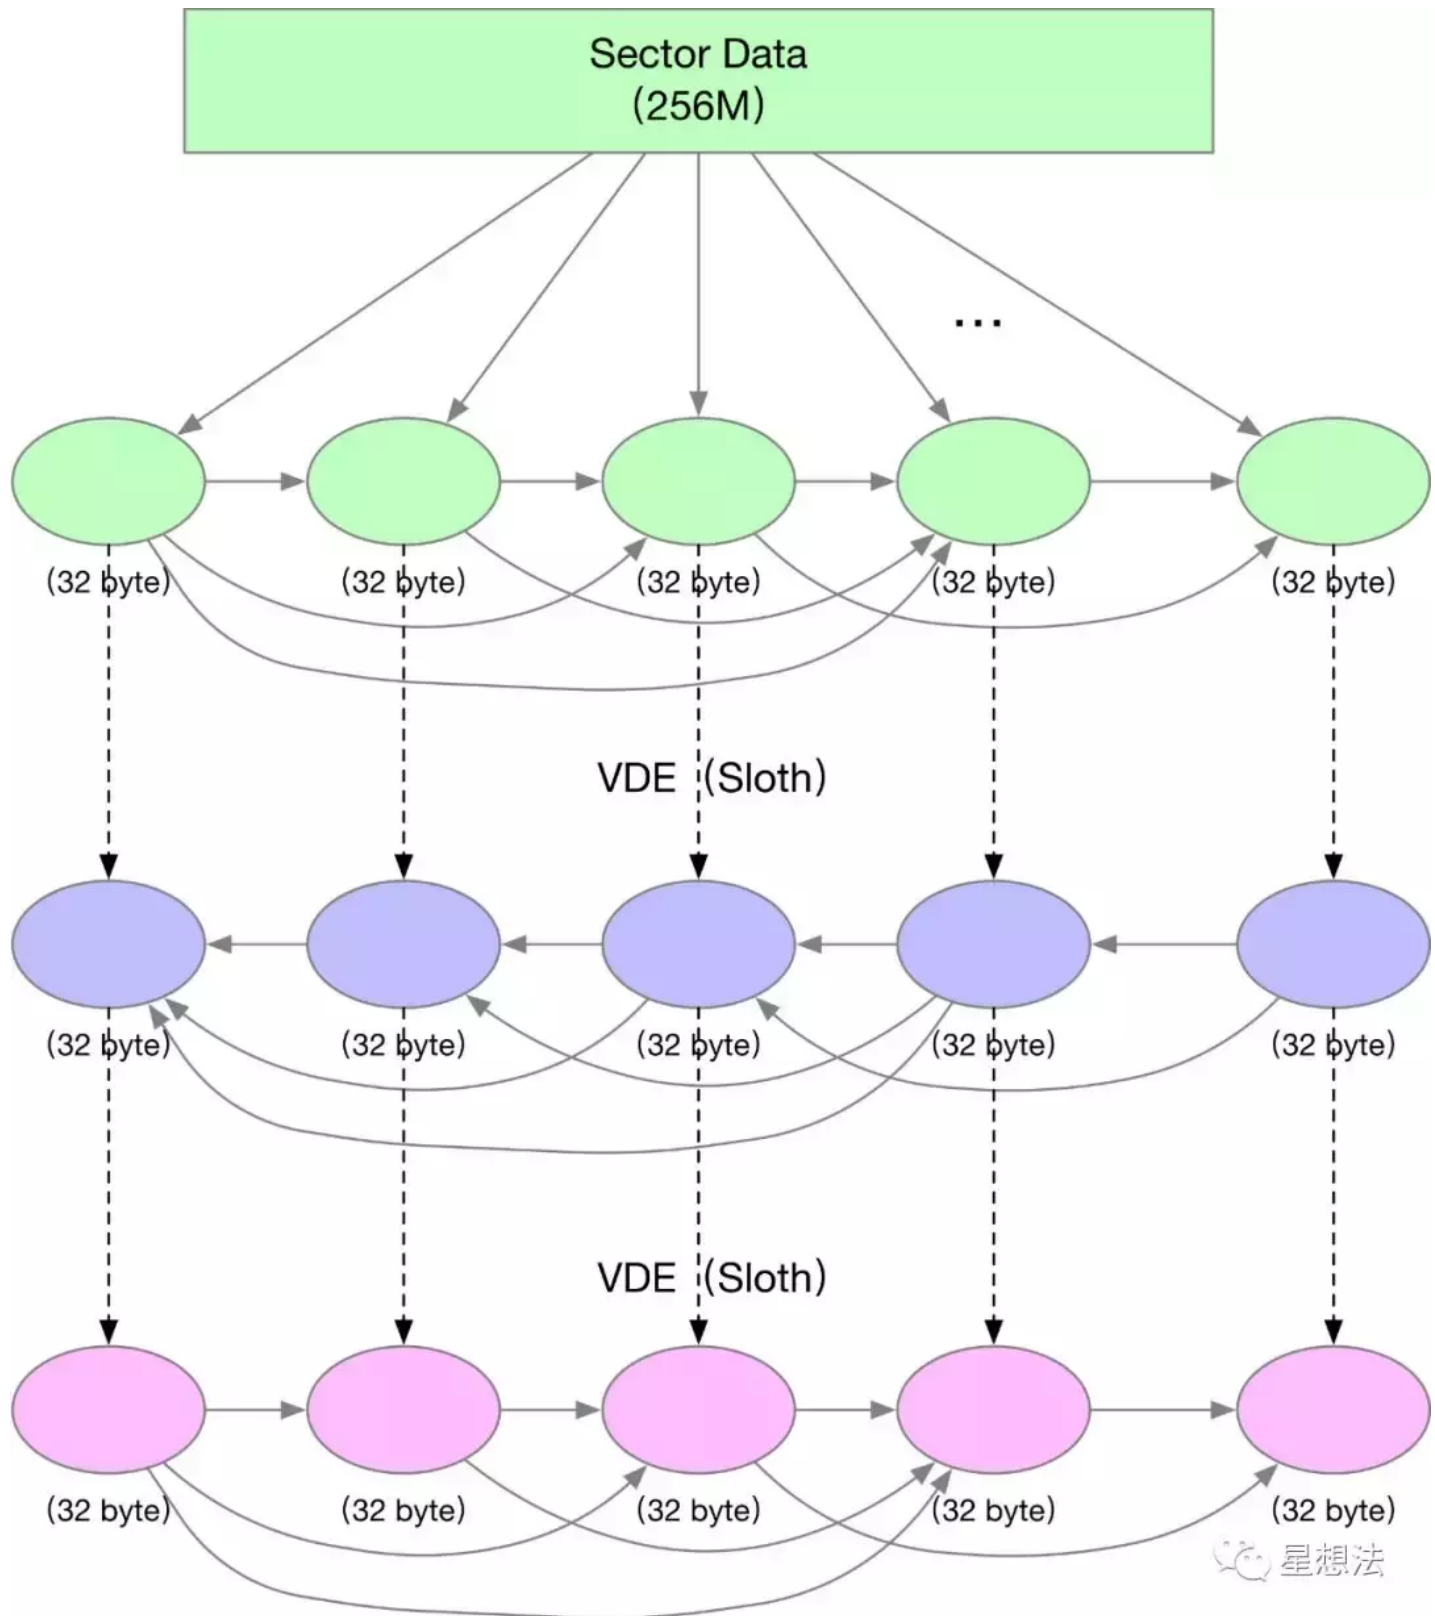 Sector Data
(256M)
...
(32 byte) (32 byte) (32 byte) (32 byte) (32 byte)
VDE (Sloth)
(32 byte) (32 byte) (32 byte) (32 byte) (32 byte)
VDE (Sloth)
(32 byte) (32 byte) (32 byte) (32 byte) (32 byte)
星想法